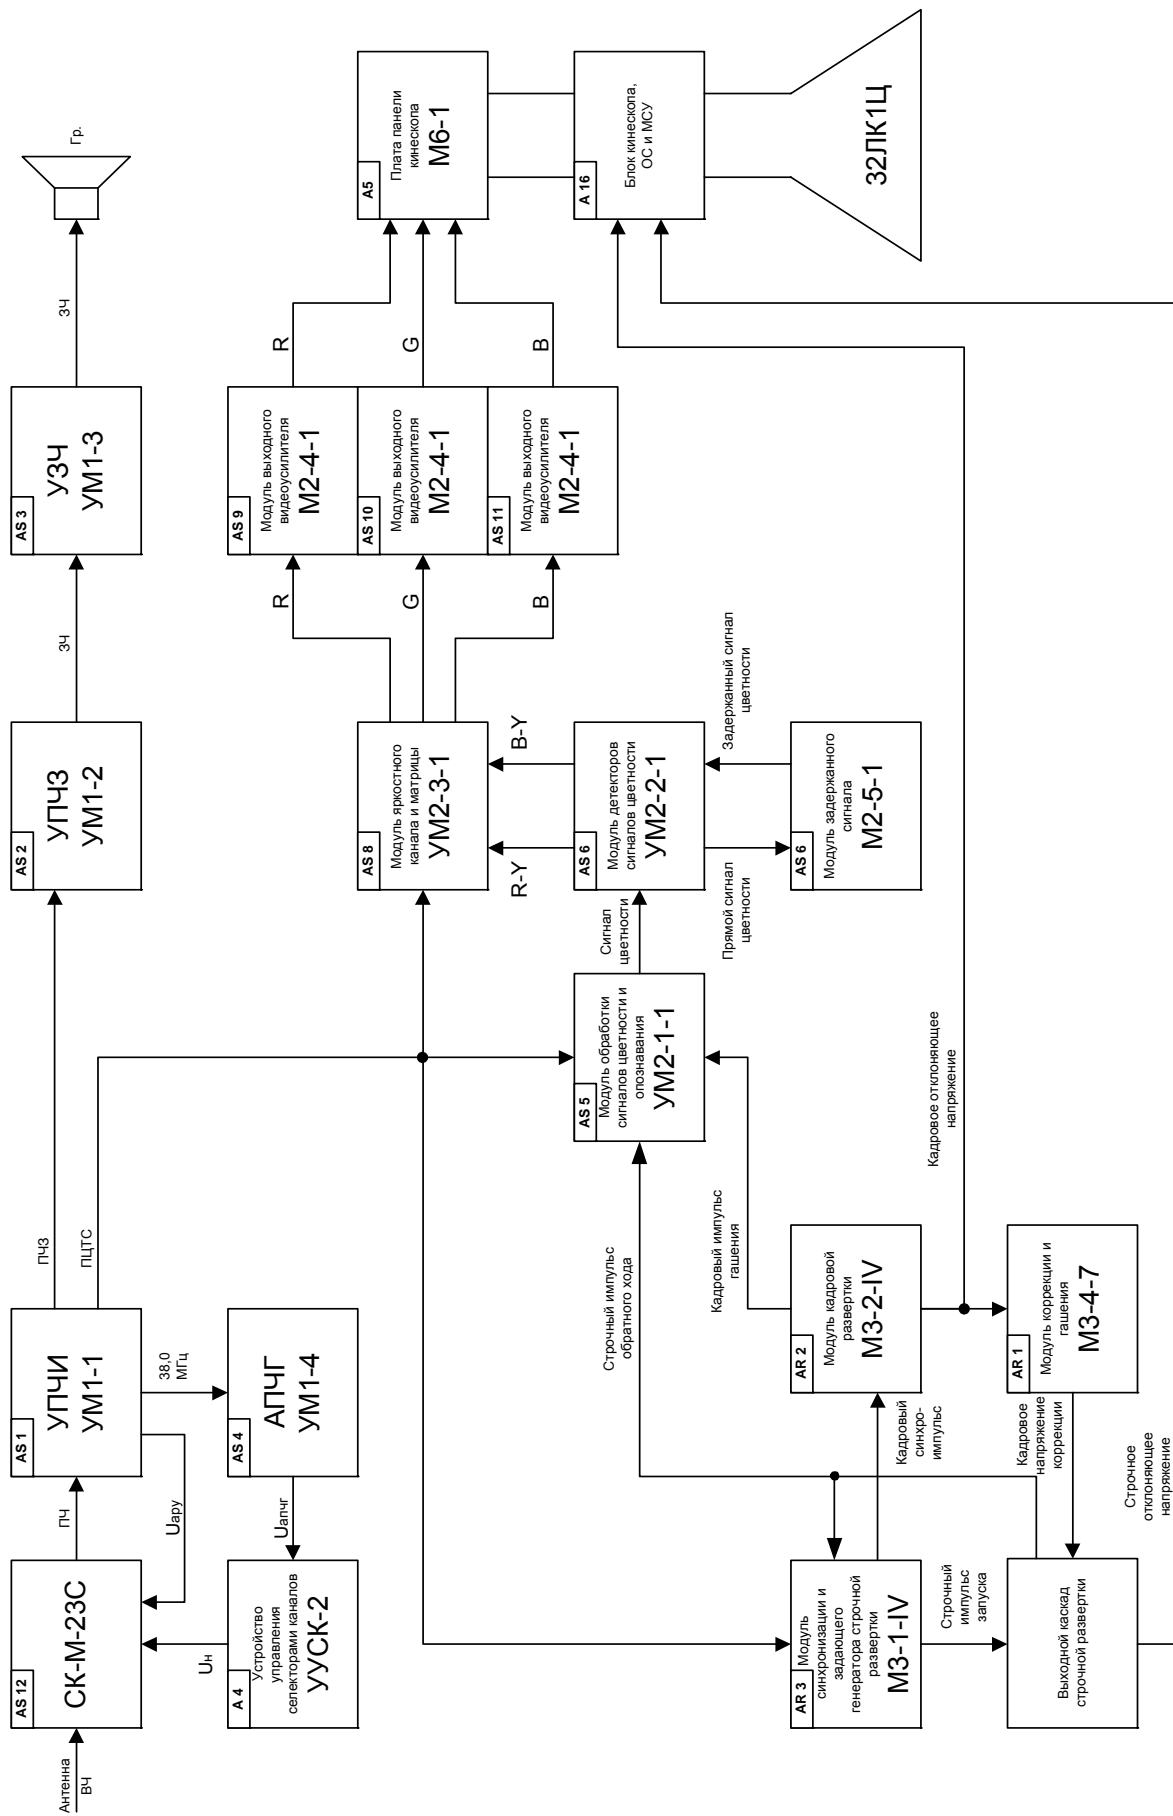 Антенна
ВЧ
AS 12
СК-М-23С
ПЧ
Uару
AS 1
УПЧИ
УМ1-1
ПЧЗ
ПЦТС
38,0
МГц
AS 2
УПЧЗ
УМ1-2
ЗЧ
AS 3
УЗЧ
УМ1-3
ЗЧ
Гр.
Uн
A 4
Устройство
управления
селекторами каналов
УУСК-2
Uапчг
AS 4
АПЧГ
УМ1-4
AS 8
Модуль яркостного
канала и матрицы
УМ2-3-1
R
G
B
AS 9
Модуль выходного
видеоусилителя
М2-4-1
AS 10
Модуль выходного
видеоусилителя
М2-4-1
AS 11
Модуль выходного
видеоусилителя
М2-4-1
R
G
B
A5
Плата панели
кинескопа
М6-1
R-Y
B-Y
AS 5
Модуль обработки
сигналов цветности и
опознавания
УМ2-1-1
Сигнал
цветности
AS 6
Модуль детекторов
сигналов цветности
УМ2-2-1
A 16
Блок кинескопа,
ОС и МСУ
Строчный импульс
обратного хода
Кадровый импульс
гашения
Прямой сигнал
цветности
Задержанный сигнал
цветности
AR 3
Модуль
синхронизации и
задающего
генератора строчной
развертки
М3-1-IV
Кадровый
синхро-
импульс
AR 2
Модуль кадровой
развертки
М3-2-IV
Кадровое отклоняющее
напряжение
AS 6
Модуль задержанного
сигнала
М2-5-1
32ЛК1Ц
Строчный
импульс
запуска
Кадровое
напряжение
коррекции
AR 1
Модуль коррекции и
гашения
М3-4-7
Выходной каскад
строчной развертки
Строчное
отклоняющее
напряжение